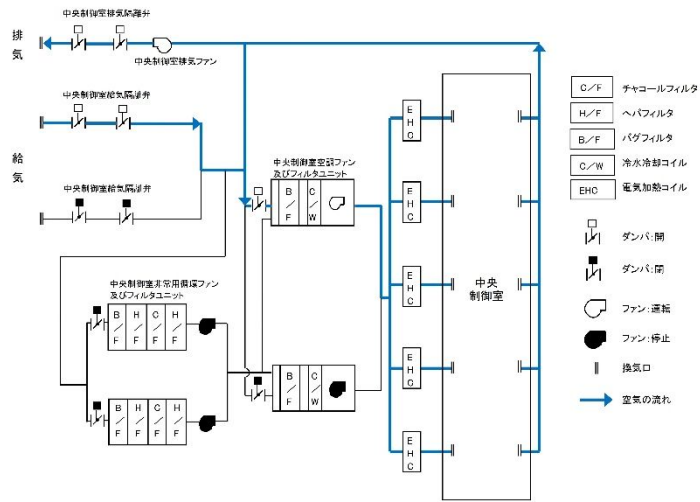 中央制御室排気隔離弁
排気
中央制御室排気ファン
中央制御室給気隔離弁
給気
中央制御室給気隔離弁
中央制御室空調ファン
及びフィルタユニット
B/F
C/W
中央制御室非常用循環ファン
及びフィルタユニット
B/F
H/F
C/F
H/F
B/F
H/F
C/F
H/F
B/F
C/W
EHC
EHC
EHC
EHC
EHC
中央
制御室
C/F チャコールフィルタ
H/F ヘパフィルタ
B/F バグフィルタ
C/W 冷水冷却コイル
EHC 電気加熱コイル
ダンパ:開
ダンパ:閉
ファン:運転
ファン:停止
換気口
空気の流れ